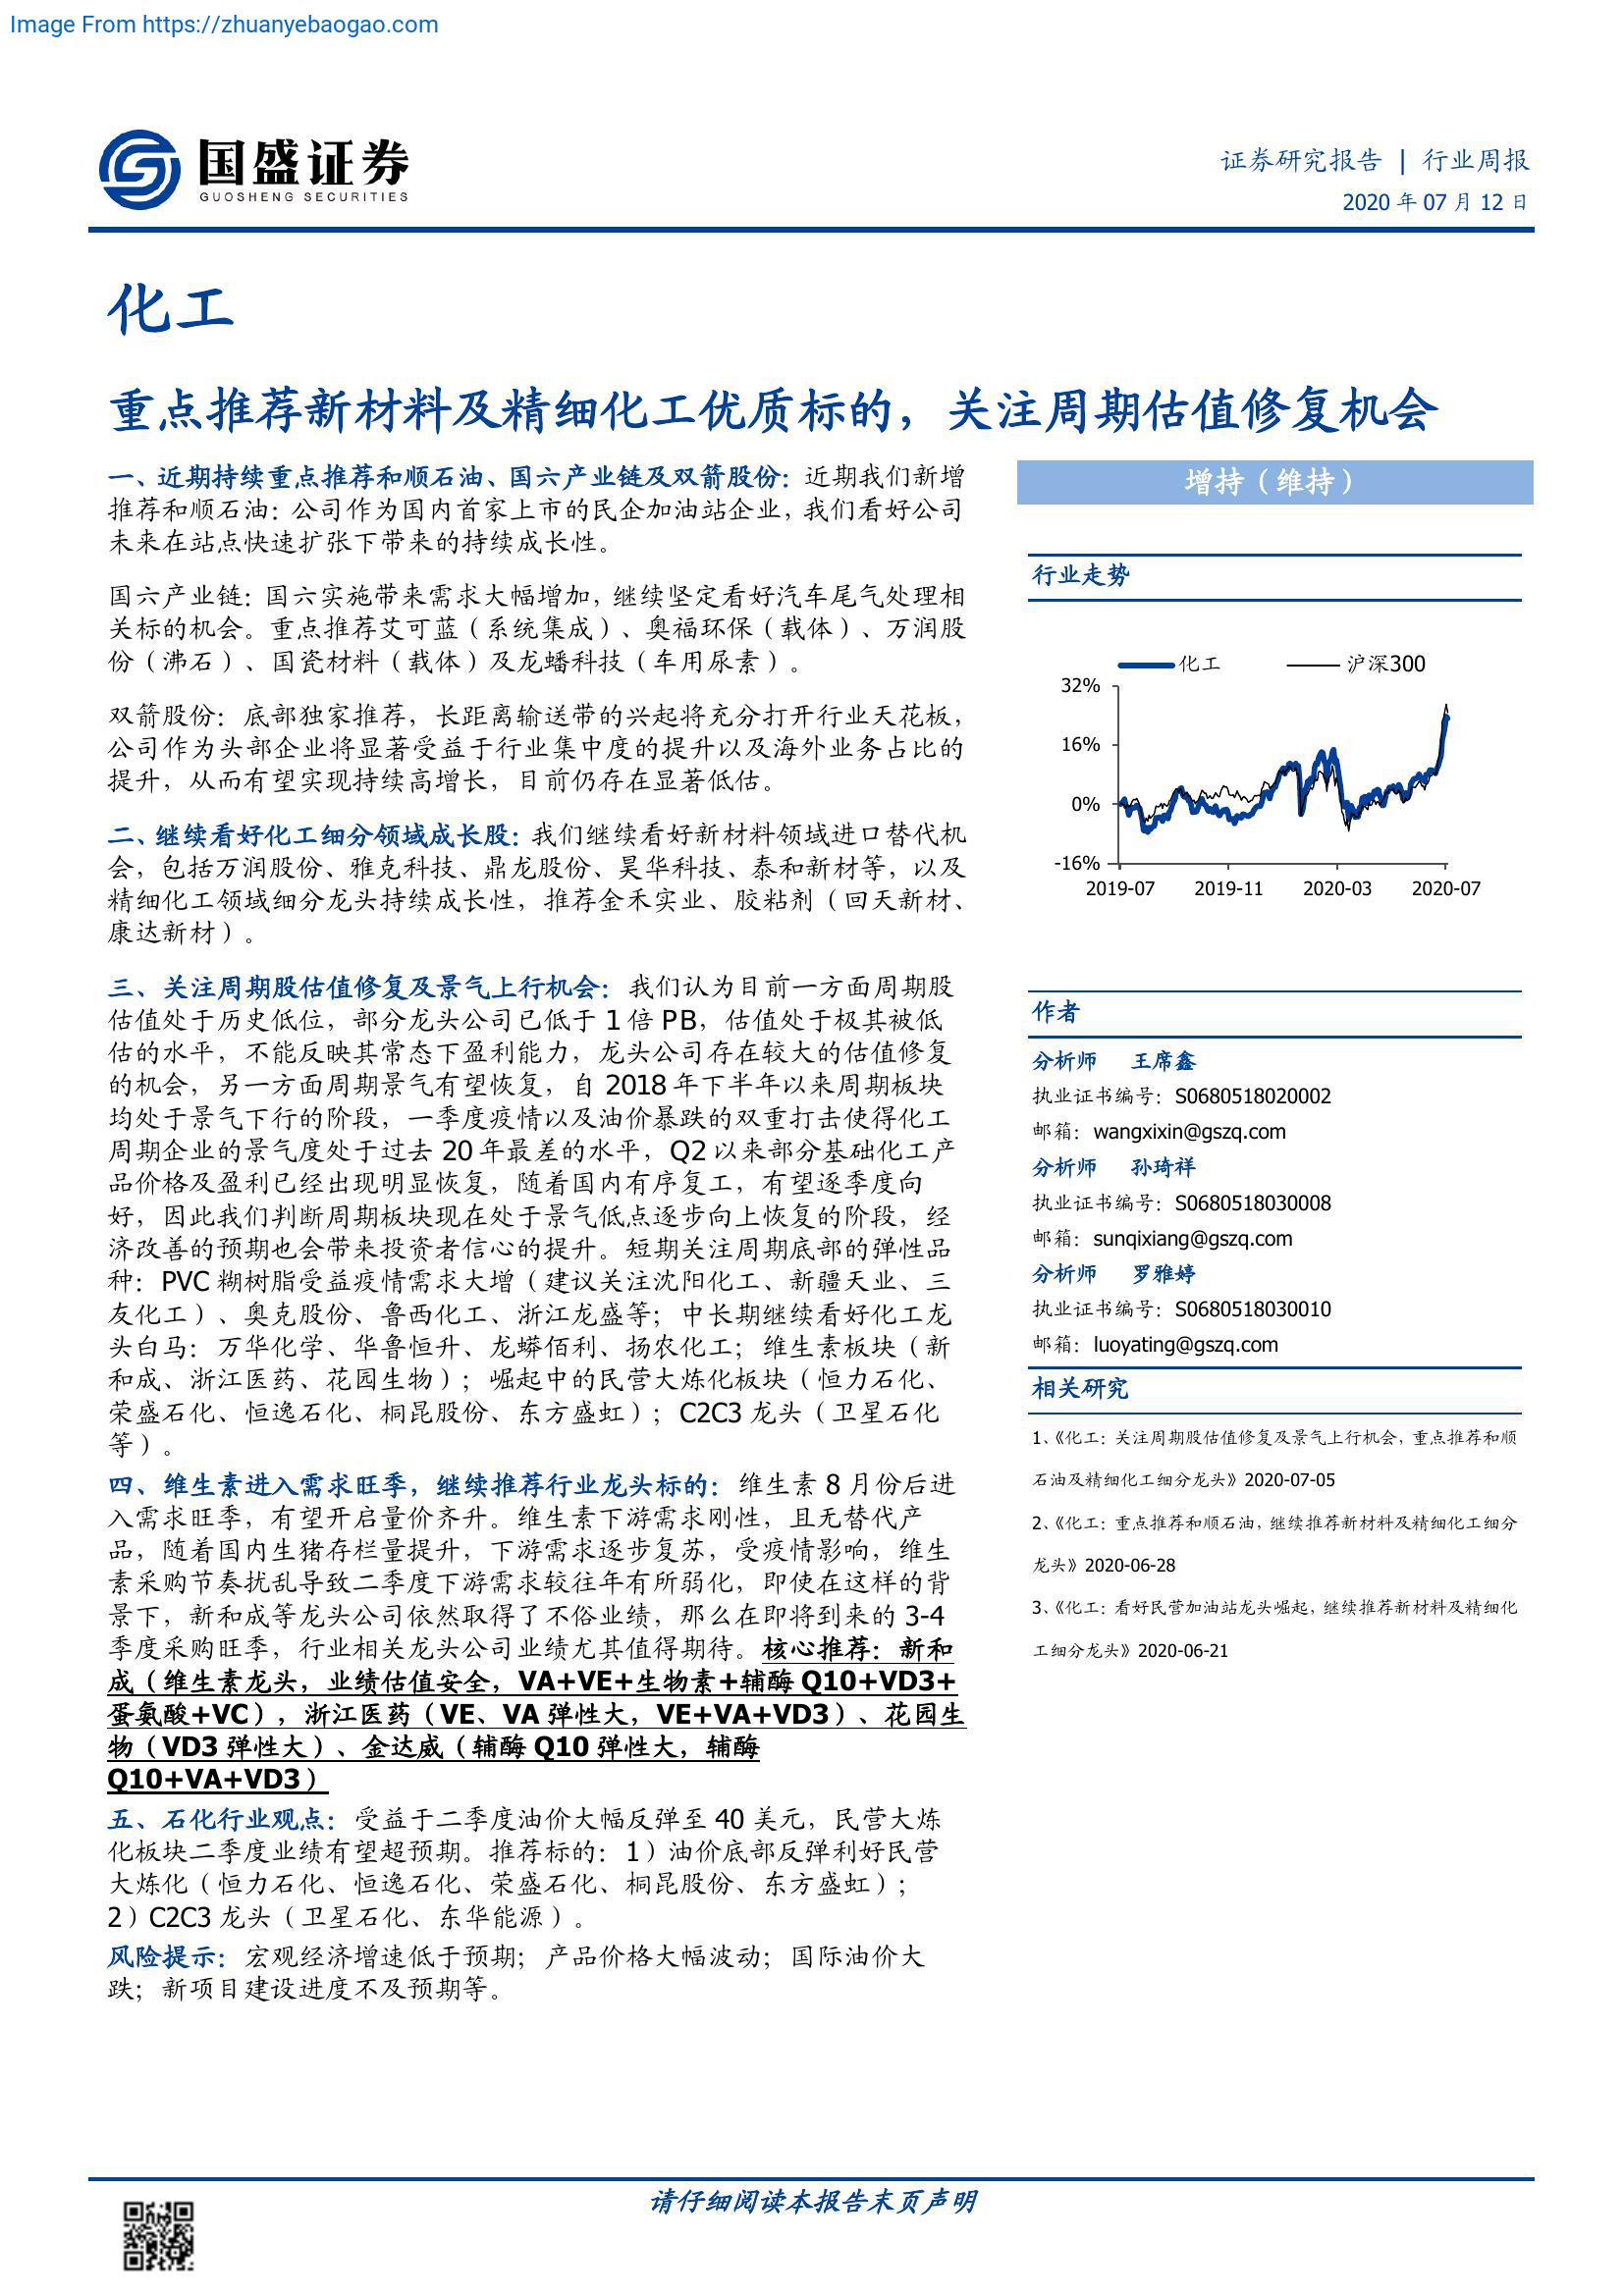 Image From https://zhuanyebaogao.com
国盛证券
GUOSHENG SECURITIES
证券研究报告 | 行业周报
2020 年 07 月 12 日
化工
重点推荐新材料及精细化工优质标的，关注周期估值修复机会
一、近期持续重点推荐和顺石油、国六产业链及双箭股份：近期我们新增
推荐和顺石油：公司作为国内首家上市的民企加油站企业，我们看好公司
未来在站点快速扩张下带来的持续成长性。
国六产业链：国六实施带来需求大幅增加，继续坚定看好汽车尾气处理相
关标的机会。重点推荐艾可蓝（系统集成）、奥福环保（载体）、万润股
份（沸石）、国瓷材料（载体）及龙蟠科技（车用尿素）。
双箭股份：底部独家推荐，长距离输送带的兴起将充分打开行业天花板，
公司作为头部企业将显著受益于行业集中度的提升以及海外业务占比的
提升，从而有望实现持续高增长，目前仍存在显著低估。
二、继续看好化工细分领域成长股：我们继续看好新材料领域进口替代机
会，包括万润股份、雅克科技、鼎龙股份、昊华科技、泰和新材等，以及
精细化工领域细分龙头持续成长性，推荐金禾实业、胶粘剂（回天新材、
康达新材）。
三、关注周期股估值修复及景气上行机会：我们认为目前一方面周期股
估值处于历史低位，部分龙头公司已低于 1 倍 PB，估值处于极其被低
估的水平，不能反映其常态下盈利能力，龙头公司存在较大的估值修复
的机会，另一方面周期景气有望恢复，自 2018 年下半年以来周期板块
均处于景气下行的阶段，一季度疫情以及油价暴跌的双重打击使得化工
周期企业的景气度处于过去 20 年最差的水平，Q2 以来部分基础化工产
品价格及盈利已经出现明显恢复，随着国内有序复工，有望逐季度向
好，因此我们判断周期板块现在处于景气低点逐步向上恢复的阶段，经
济改善的预期也会带来投资者信心的提升。短期关注周期底部的弹性品
种：PVC 糊树脂受益疫情需求大增（建议关注沈阳化工、新疆天业、三
友化工）、奥克股份、鲁西化工、浙江龙盛等；中长期继续看好化工龙
头白马：万华化学、华鲁恒升、龙蟒佰利、扬农化工；维生素板块（新
和成、浙江医药、花园生物）；崛起中的民营大炼化板块（恒力石化、
荣盛石化、恒逸石化、桐昆股份、东方盛虹）；C2C3 龙头（卫星石化
等）。
四、维生素进入需求旺季，继续推荐行业龙头标的：维生素 8 月份后进
入需求旺季，有望开启量价齐升。维生素下游需求刚性，且无替代产
品，随着国内生猪存栏量提升，下游需求逐步复苏，受疫情影响，维生
素采购节奏扰乱导致二季度下游需求较往年有所弱化，即使在这样的背
景下，新和成等龙头公司依然取得了不俗业绩，那么在即将到来的 3-4
季度采购旺季，行业相关龙头公司业绩尤其值得期待。核心推荐：新和
成（维生素龙头，业绩估值安全，VA+VE+生物素+辅酶 Q10+VD3+
蛋氨酸+VC），浙江医药（VE、VA 弹性大，VE+VA+VD3）、花园生
物（VD3 弹性大）、金达威（辅酶 Q10 弹性大，辅酶
Q10+VA+VD3）
五、石化行业观点：受益于二季度油价大幅反弹至 40 美元，民营大炼
化板块二季度业绩有望超预期。推荐标的：1）油价底部反弹利好民营
大炼化（恒力石化、恒逸石化、荣盛石化、桐昆股份、东方盛虹）；
2）C2C3 龙头（卫星石化、东华能源）。
风险提示：宏观经济增速低于预期；产品价格大幅波动；国际油价大
跌；新项目建设进度不及预期等。
增持（维持）
行业走势
化工 沪深300
32%
16%
0%
-16%
2019-07 2019-11 2020-03 2020-07
作者
分析师 王席鑫
执业证书编号：S0680518020002
邮箱：wangxixin@gszq.com
分析师 孙琦祥
执业证书编号：S0680518030008
邮箱：sunqixiang@gszq.com
分析师 罗雅婷
执业证书编号：S0680518030010
邮箱：luoyating@gszq.com
相关研究
1、《化工：关注周期股估值修复及景气上行机会，重点推荐和顺
石油及精细化工细分龙头》2020-07-05
2、《化工：重点推荐和顺石油，继续推荐新材料及精细化工细分
龙头》2020-06-28
3、《化工：看好民营加油站龙头崛起，继续推荐新材料及精细化
工细分龙头》2020-06-21
请仔细阅读本报告末页声明